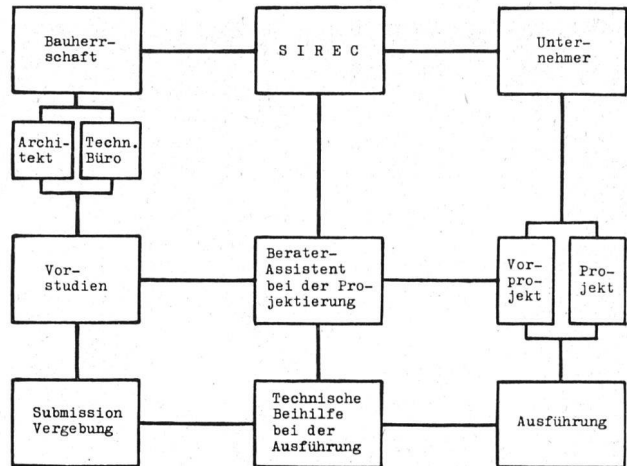 Bauherr-
schaft
S I R E C
Unter-
nehmer
Archi-
tekt
Techn.
Büro
Vor-
studien
Berater-
Assistent
bei der Pro-
jektierung
Vor-
pro-
jekt
Pro-
jekt
Submission
Vergebung
Technische
Beihilfe
bei der
Ausführung
Ausführung